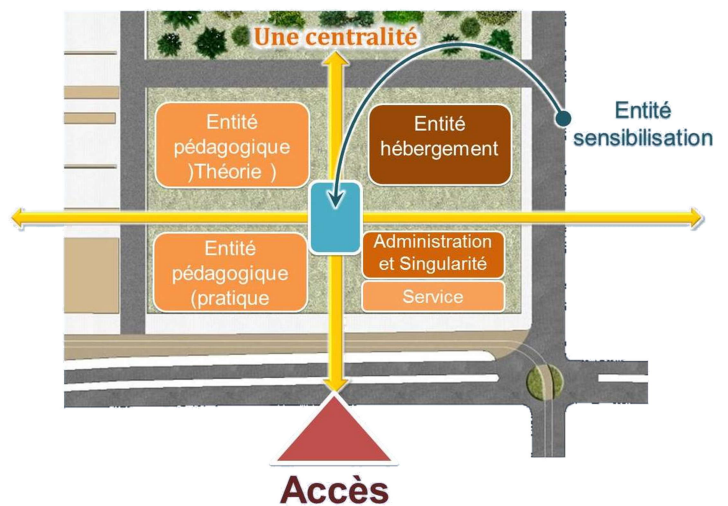 Une centralité
Entité
sensibilisation
Entité
pédagogique
)Théorie )
Entité
hébergement
Entité
pédagogique
(pratique
Administration
et Singularité
Service
Accès